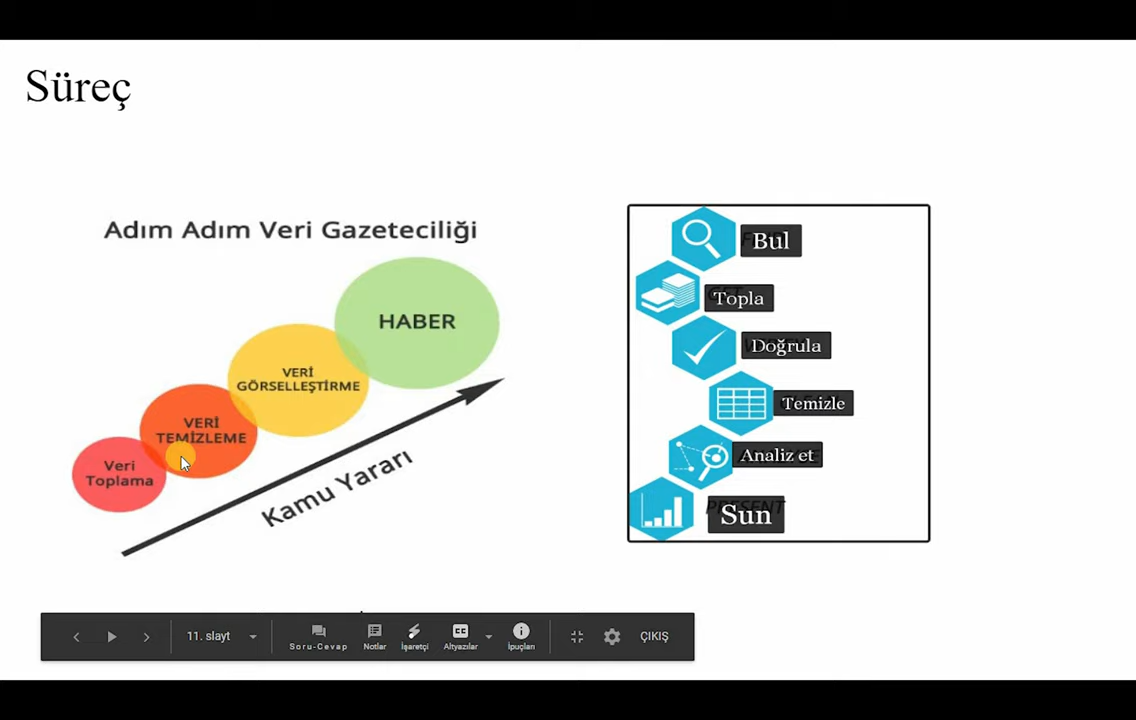 Süreç
Adım Adım Veri Gazeteciliği
HABER
VERİ
GÖRSELLEŞTİRME
VERİ
TEMİZLEME
Veri
Toplama
Kamu Yararı
Bul
Topla
Doğrula
Temizle
Analiz et
PRESENT
Sun
11. slayt
Soru-Cevap
Notlar
İşaretçi
Altyazılar
İpuçları
ÇIKIŞ